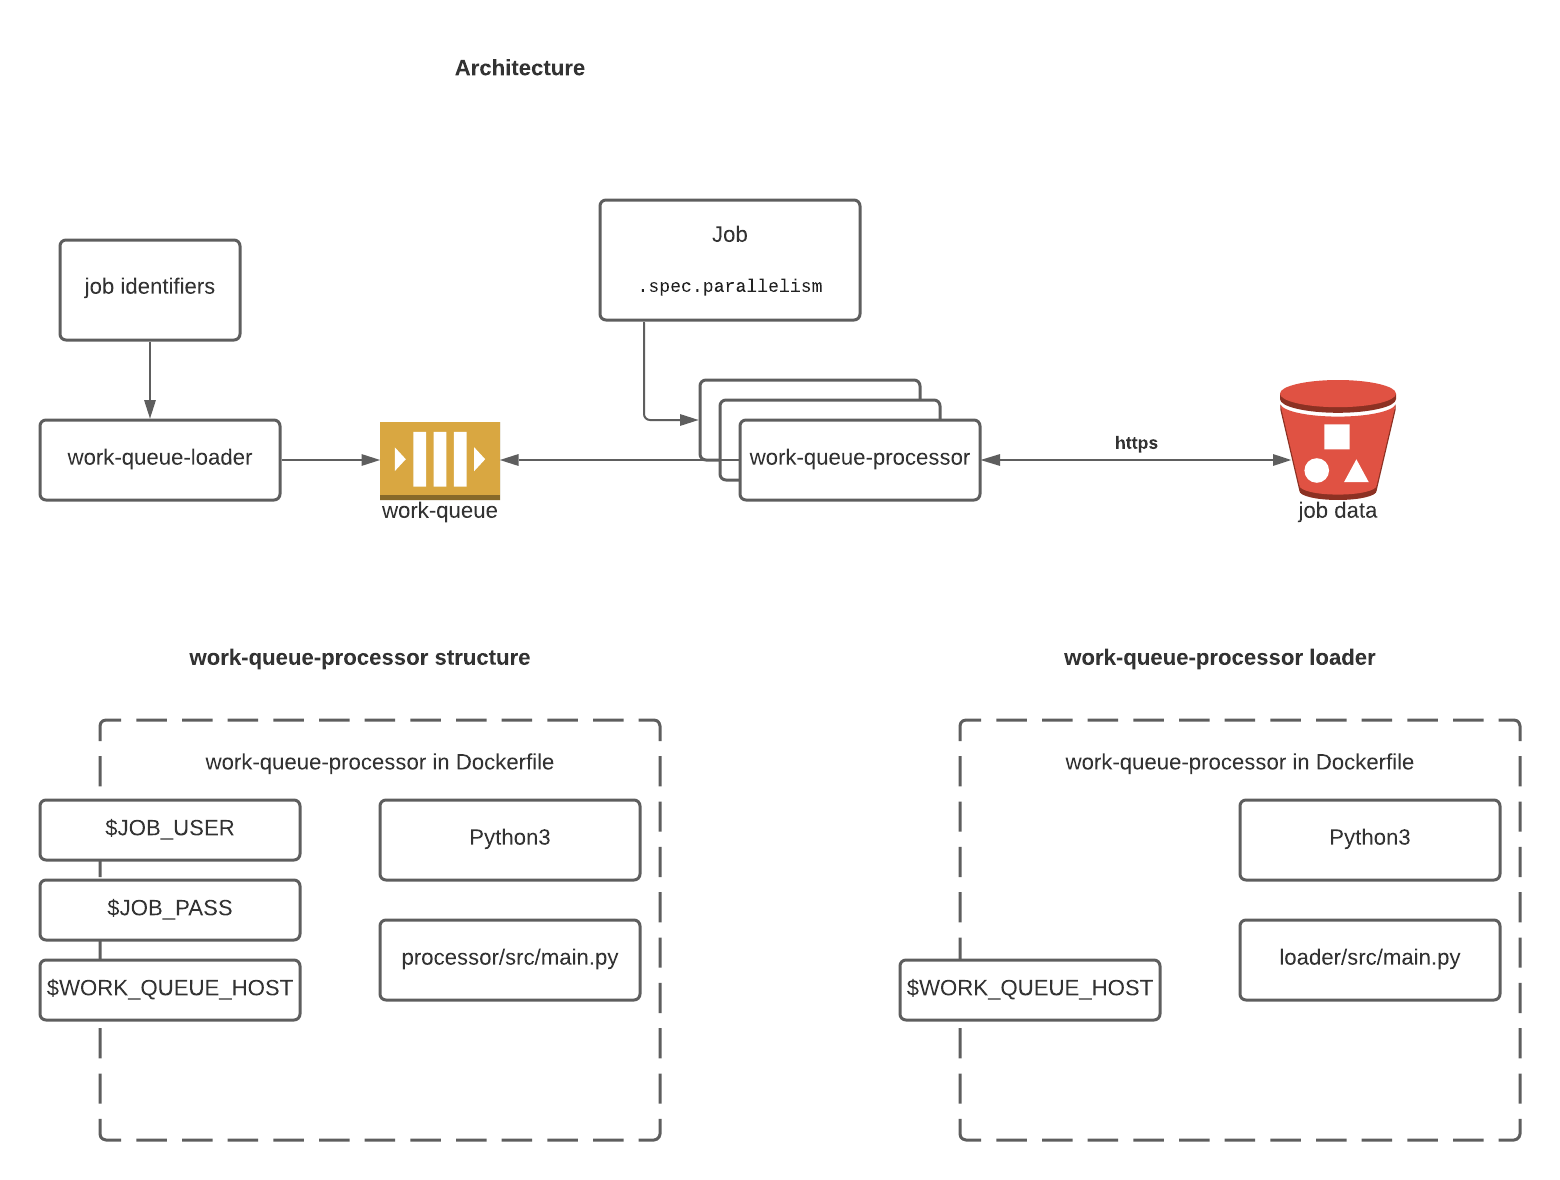 Architecture
job identifiers
Job
.spec.parallelism
work-queue-loader
work-queue
work-queue-processor
https
job data
work-queue-processor structure
work-queue-processor in Dockerfile
$JOB_USER
Python3
$JOB_PASS
processor/src/main.py
$WORK_QUEUE_HOST
work-queue-processor loader
work-queue-processor in Dockerfile
Python3
loader/src/main.py
$WORK_QUEUE_HOST